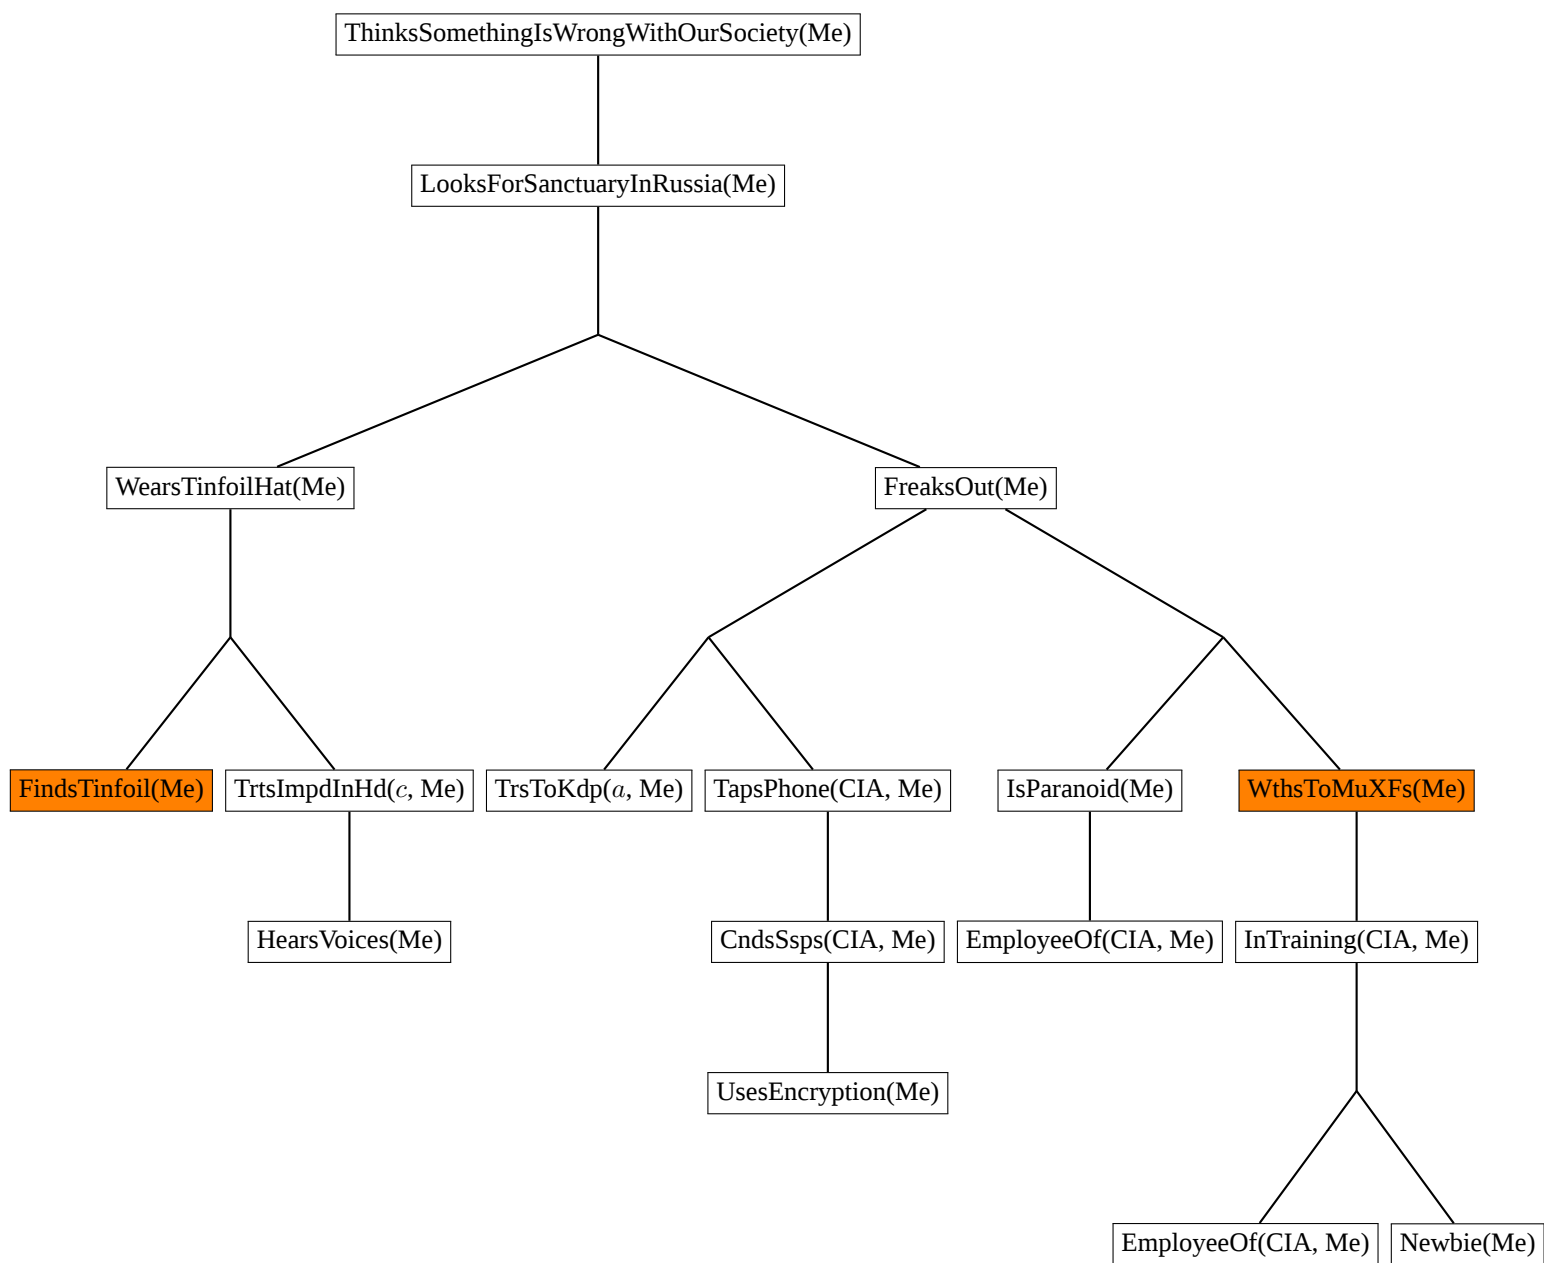 ThinksSomethingIsWrongWithOurSociety(Me)
LooksForSanctuaryInRussia(Me)
WearsTinfoilHat(Me)
FreaksOut(Me)
FindsTinfoil(Me)
TrtsImpdInHd(c, Me)
TrsToKdp(a, Me)
TapsPhone(CIA, Me)
IsParanoid(Me)
WthsToMuXFs(Me)
HearsVoices(Me)
CndsSsps(CIA, Me)
EmployeeOf(CIA, Me)
InTraining(CIA, Me)
UsesEncryption(Me)
EmployeeOf(CIA, Me)
Newbie(Me)